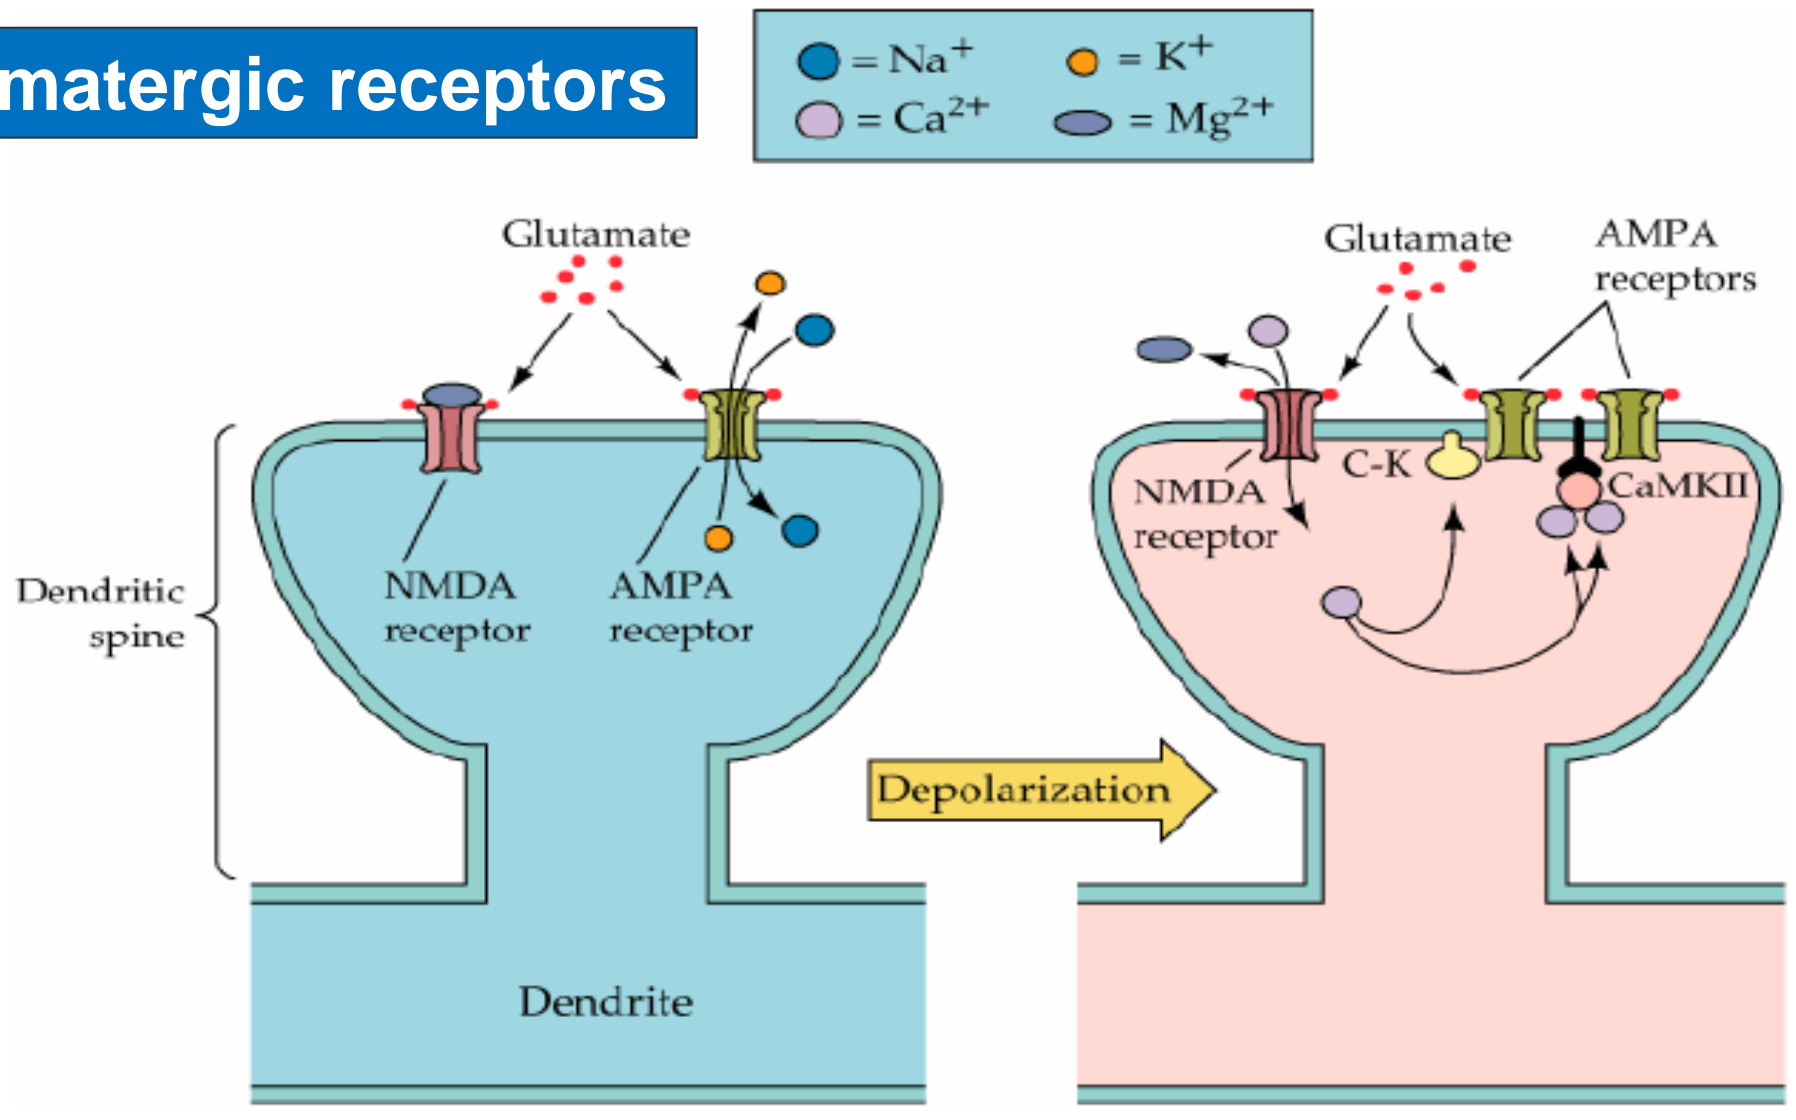 matergic receptors
= Na+
= K+
= Ca2+
= Mg2+
Glutamate
NMDA
receptor
AMPA
receptor
Dendritic
spine
Dendrite
Depolarization
Glutamate
AMPA
receptors
C-K
NMDA
receptor
CaMKII